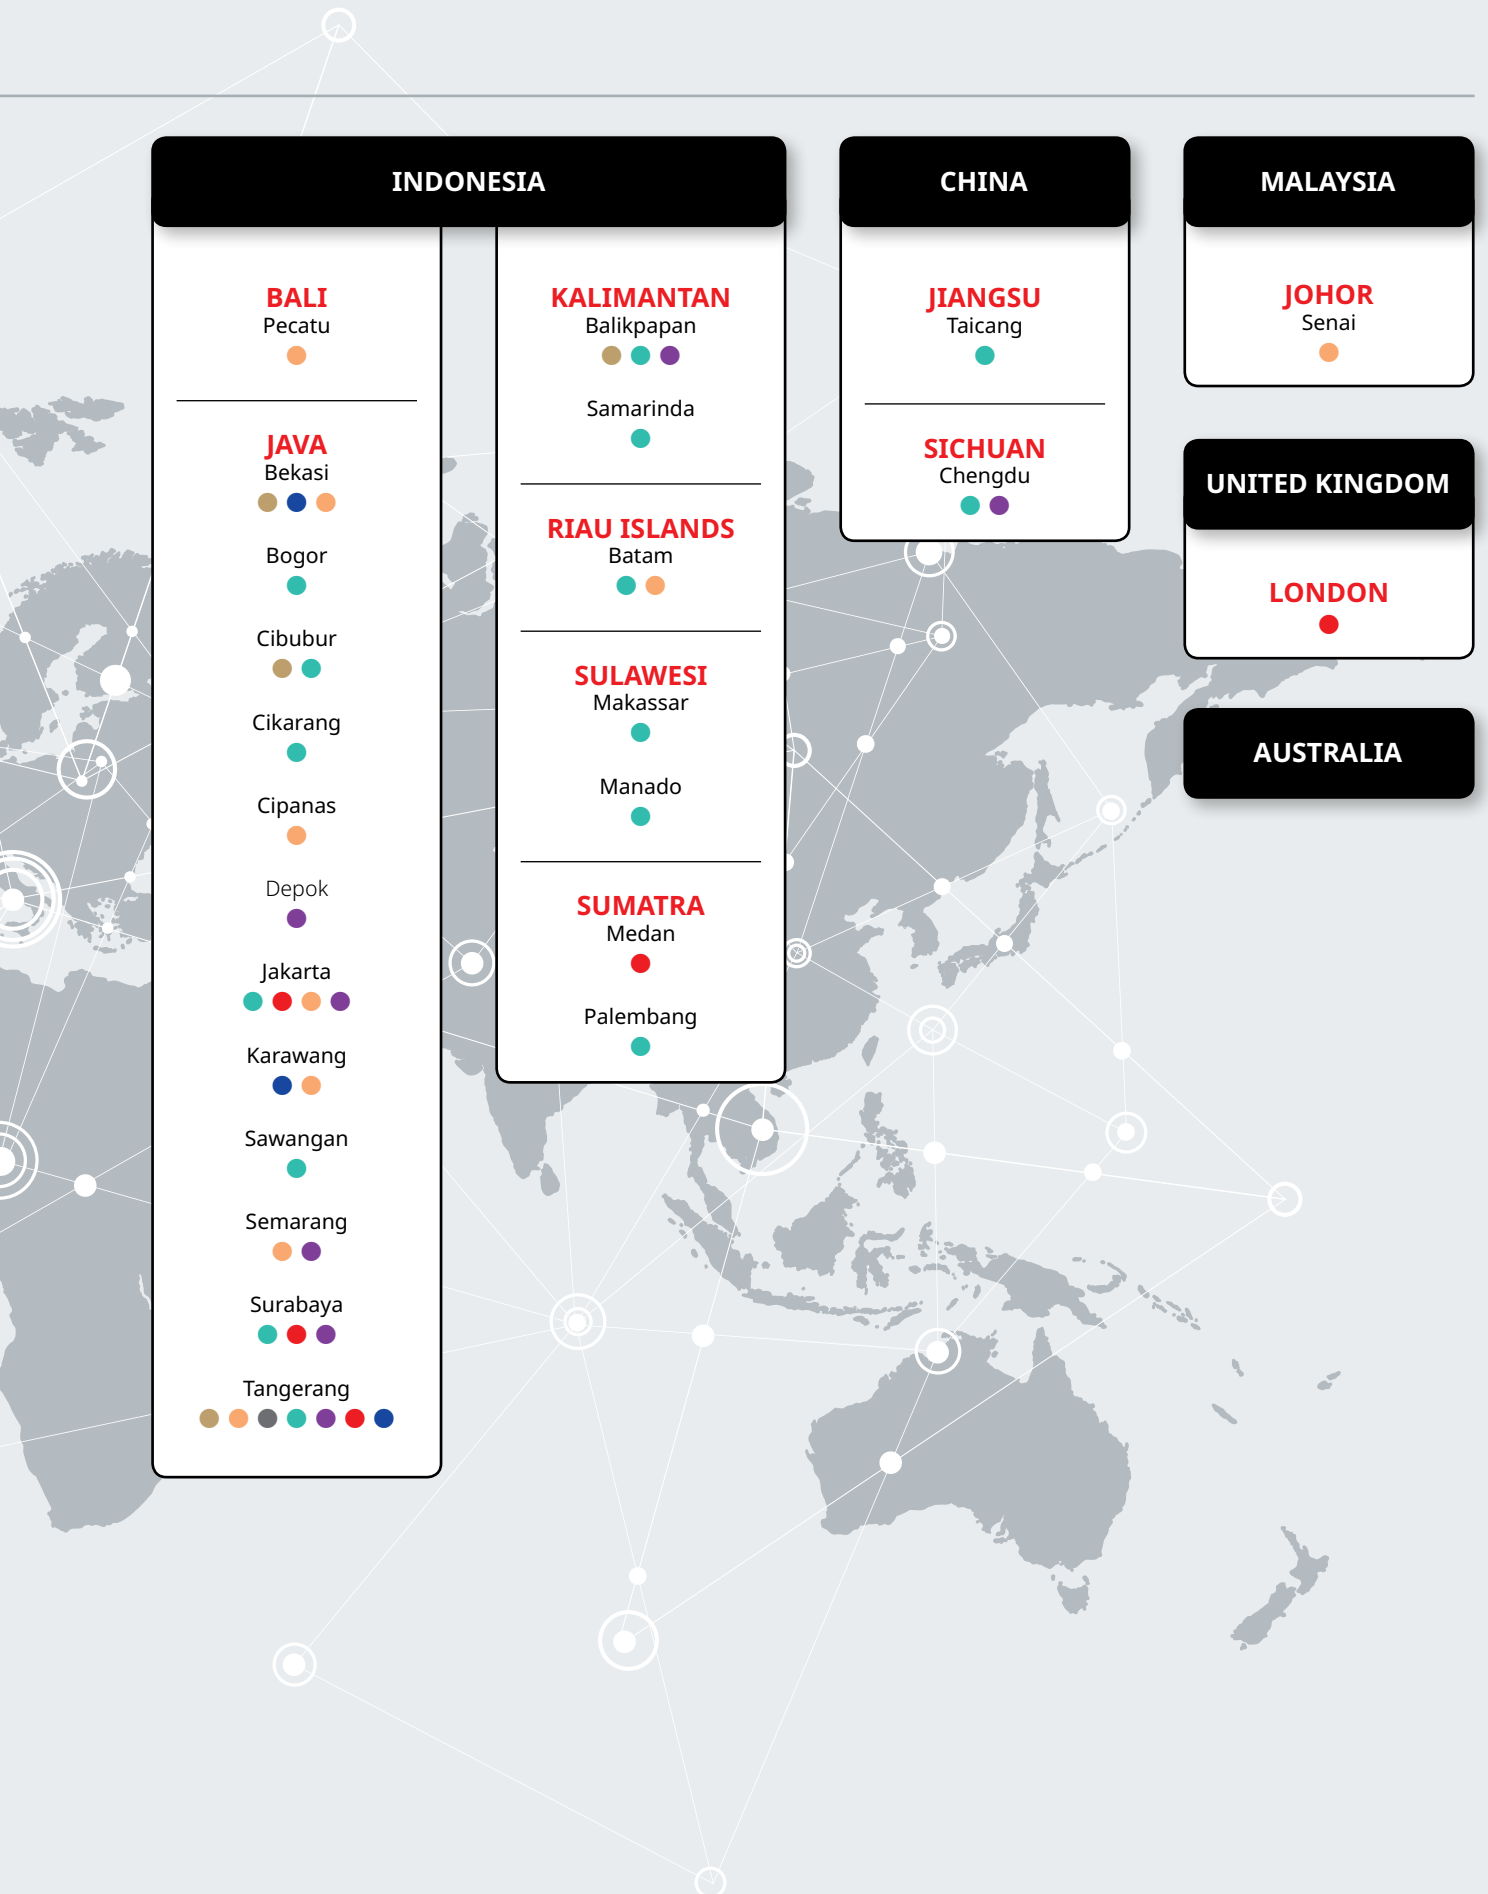 INDONESIA
BALI
Pecatu
JAVA
Bekasi
Bogor
Cibubur
Cikarang
Cipanas
Depok
Jakarta
Karawang
Sawangan
Semarang
Surabaya
Tangerang
KALIMANTAN
Balikpapan
Samarinda
RIAU ISLANDS
Batam
SULAWESI
Makassar
Manado
SUMATRA
Medan
Palembang
CHINA
JIANGSU
Taicang
SICHUAN
Chengdu
MALAYSIA
JOHOR
Senai
UNITED KINGDOM
LONDON
AUSTRALIA